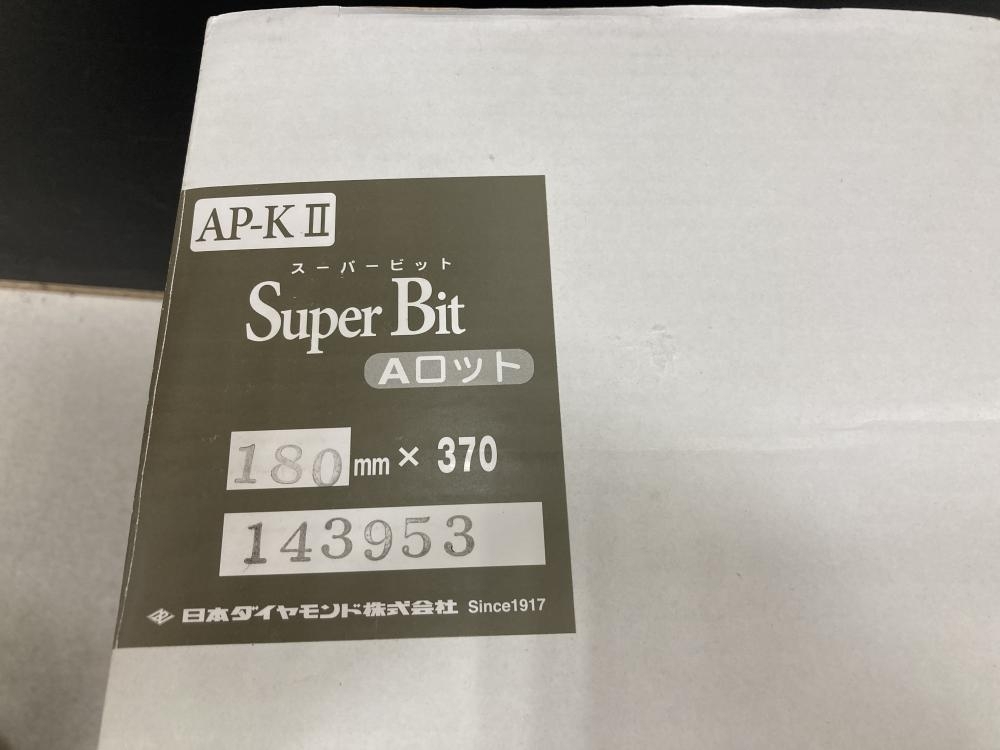 AP-K II
スーパービット
Super Bit
Aロット
180mm × 370
143953
日本ダイヤモンド株式会社 Since1917